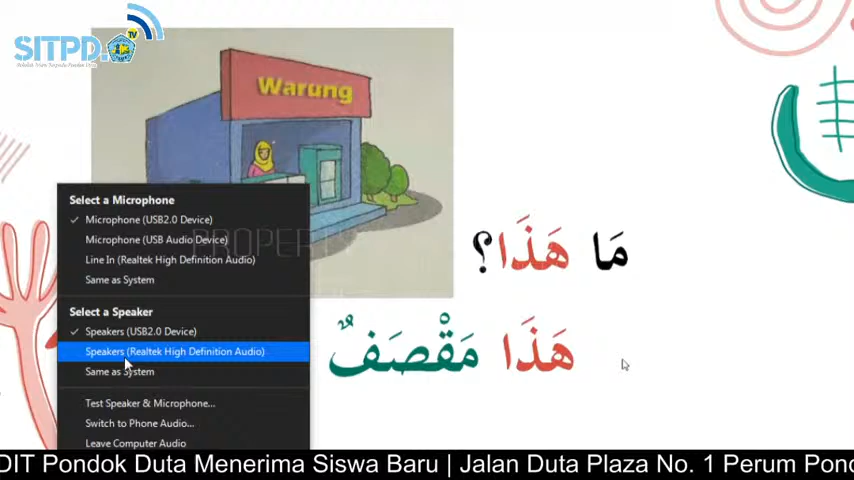 SITPD.
TV
Warung
PROPERTY
مَا هَذَا؟
هَذَا مَقْصَفٌ
Select a Microphone
✓ Microphone (USB2.0 Device)
Microphone (USB Audio Device)
Line In (Realtek High Definition Audio)
Same as System
Select a Speaker
✓ Speakers (USB2.0 Device)
Speakers (Realtek High Definition Audio)
Same as System
Test Speaker & Microphone...
Switch to Phone Audio...
Leave Computer Audio
DIT Pondok Duta Menerima Siswa Baru | Jalan Duta Plaza No. 1 Perum Pond